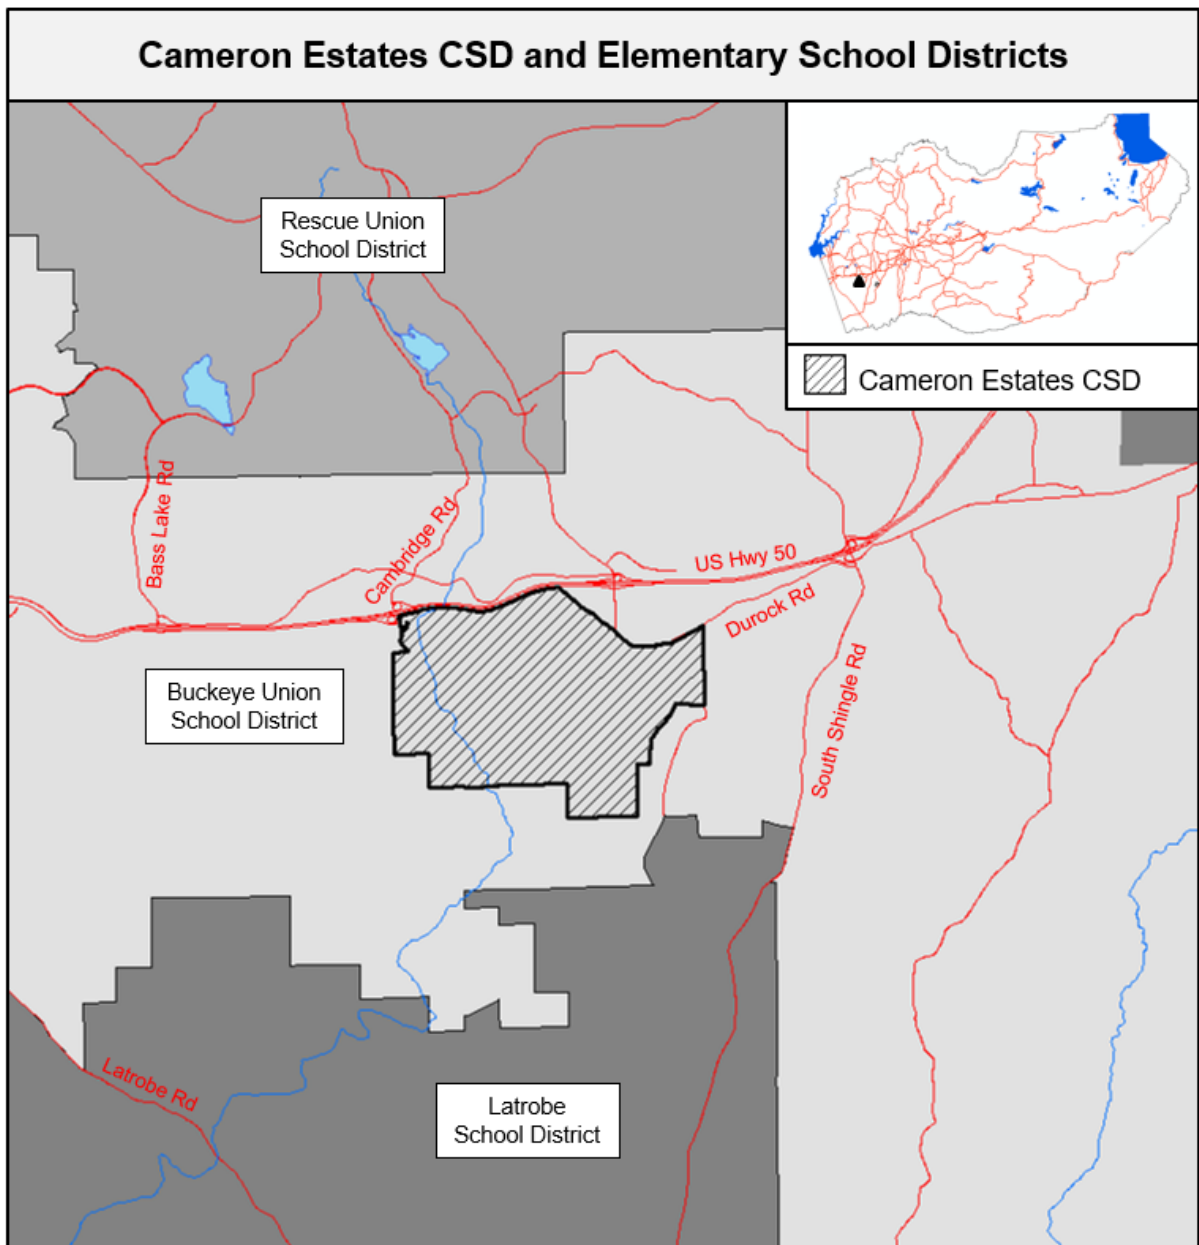 Cameron Estates CSD and Elementary School Districts
Rescue Union
School District
Cameron Estates CSD
Bass Lake Rd
Cambridge Rd
US Hwy 50
Durock Rd
South Shingle Rd
Buckeye Union
School District
Latrobe Rd
Latrobe
School District